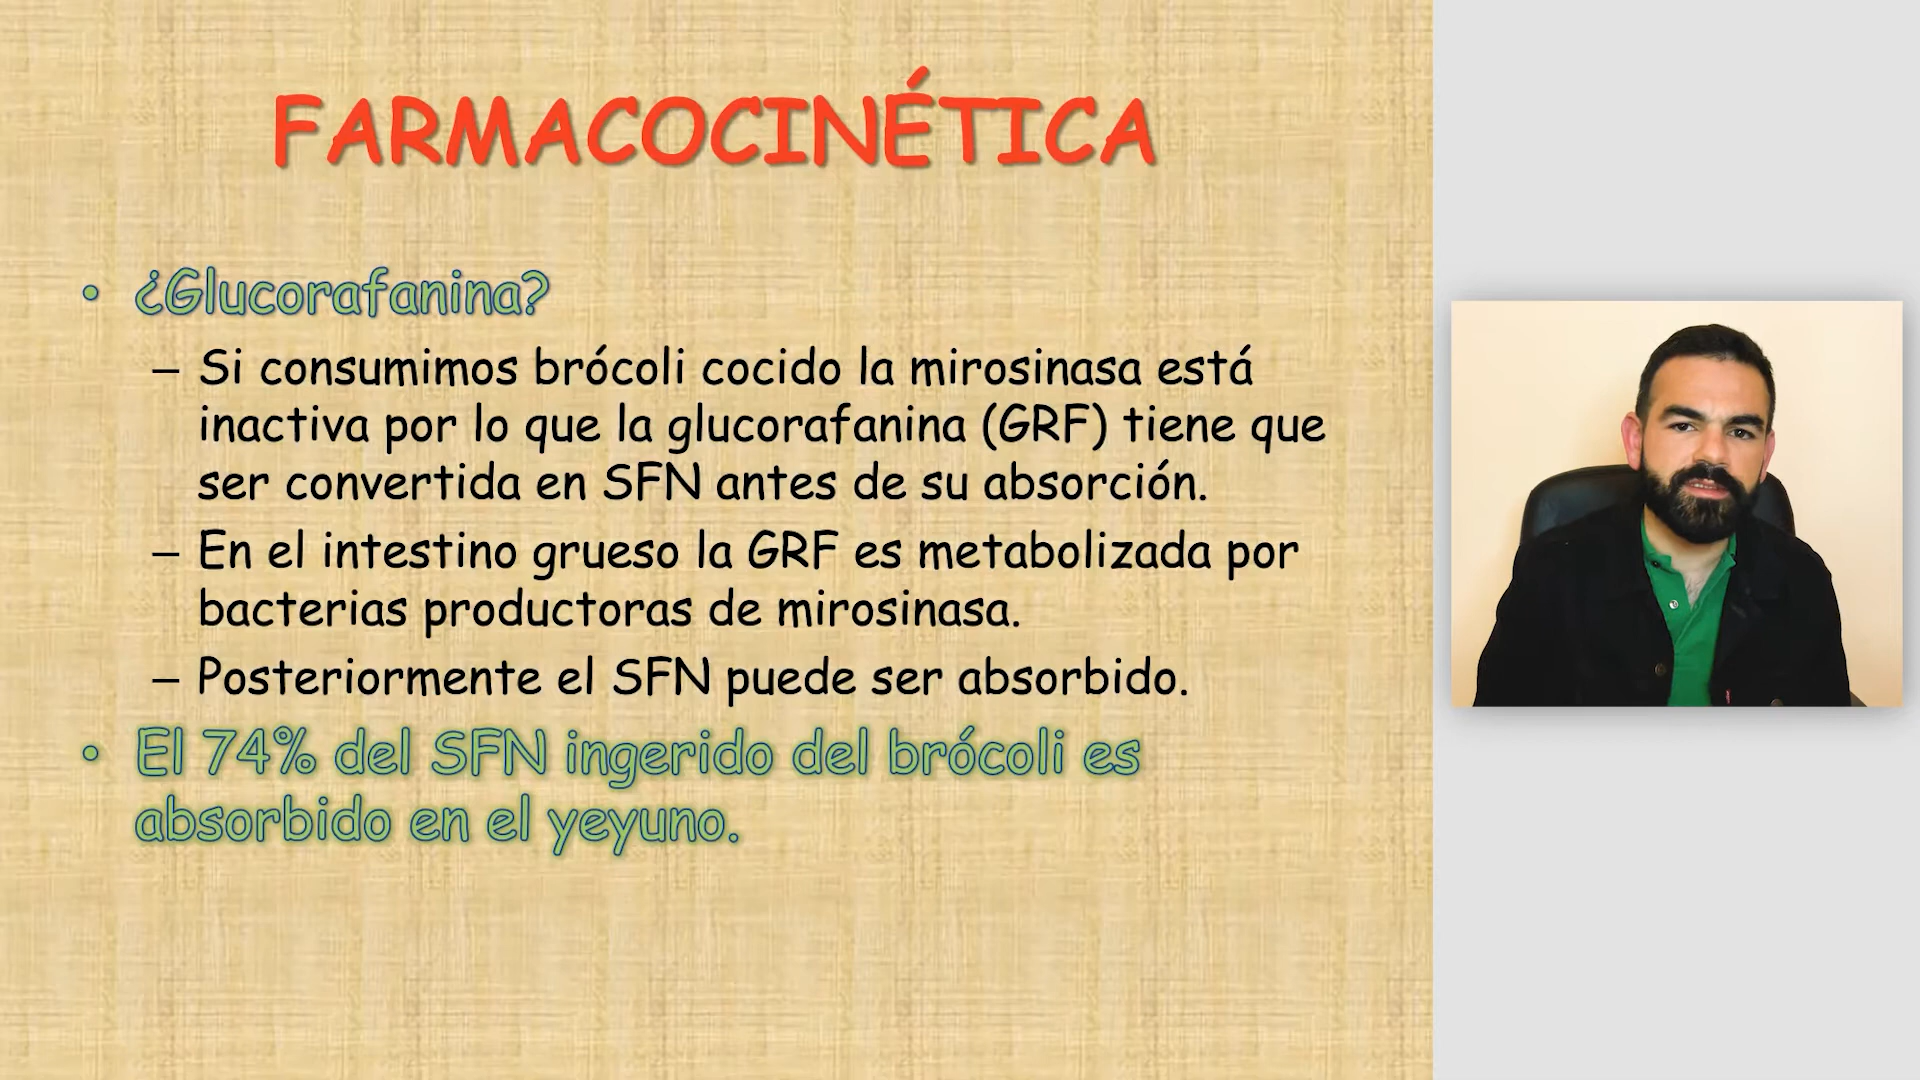 FARMACOCINÉTICA
• ¿Glucorafanina?
– Si consumimos brócoli cocido la mirosinasa está
inactiva por lo que la glucorafanina (GRF) tiene que
ser convertida en SFN antes de su absorción.
– En el intestino grueso la GRF es metabolizada por
bacterias productoras de mirosinasa.
– Posteriormente el SFN puede ser absorbido.
• El 74% del SFN ingerido del brócoli es
absorbido en el yeyuno.